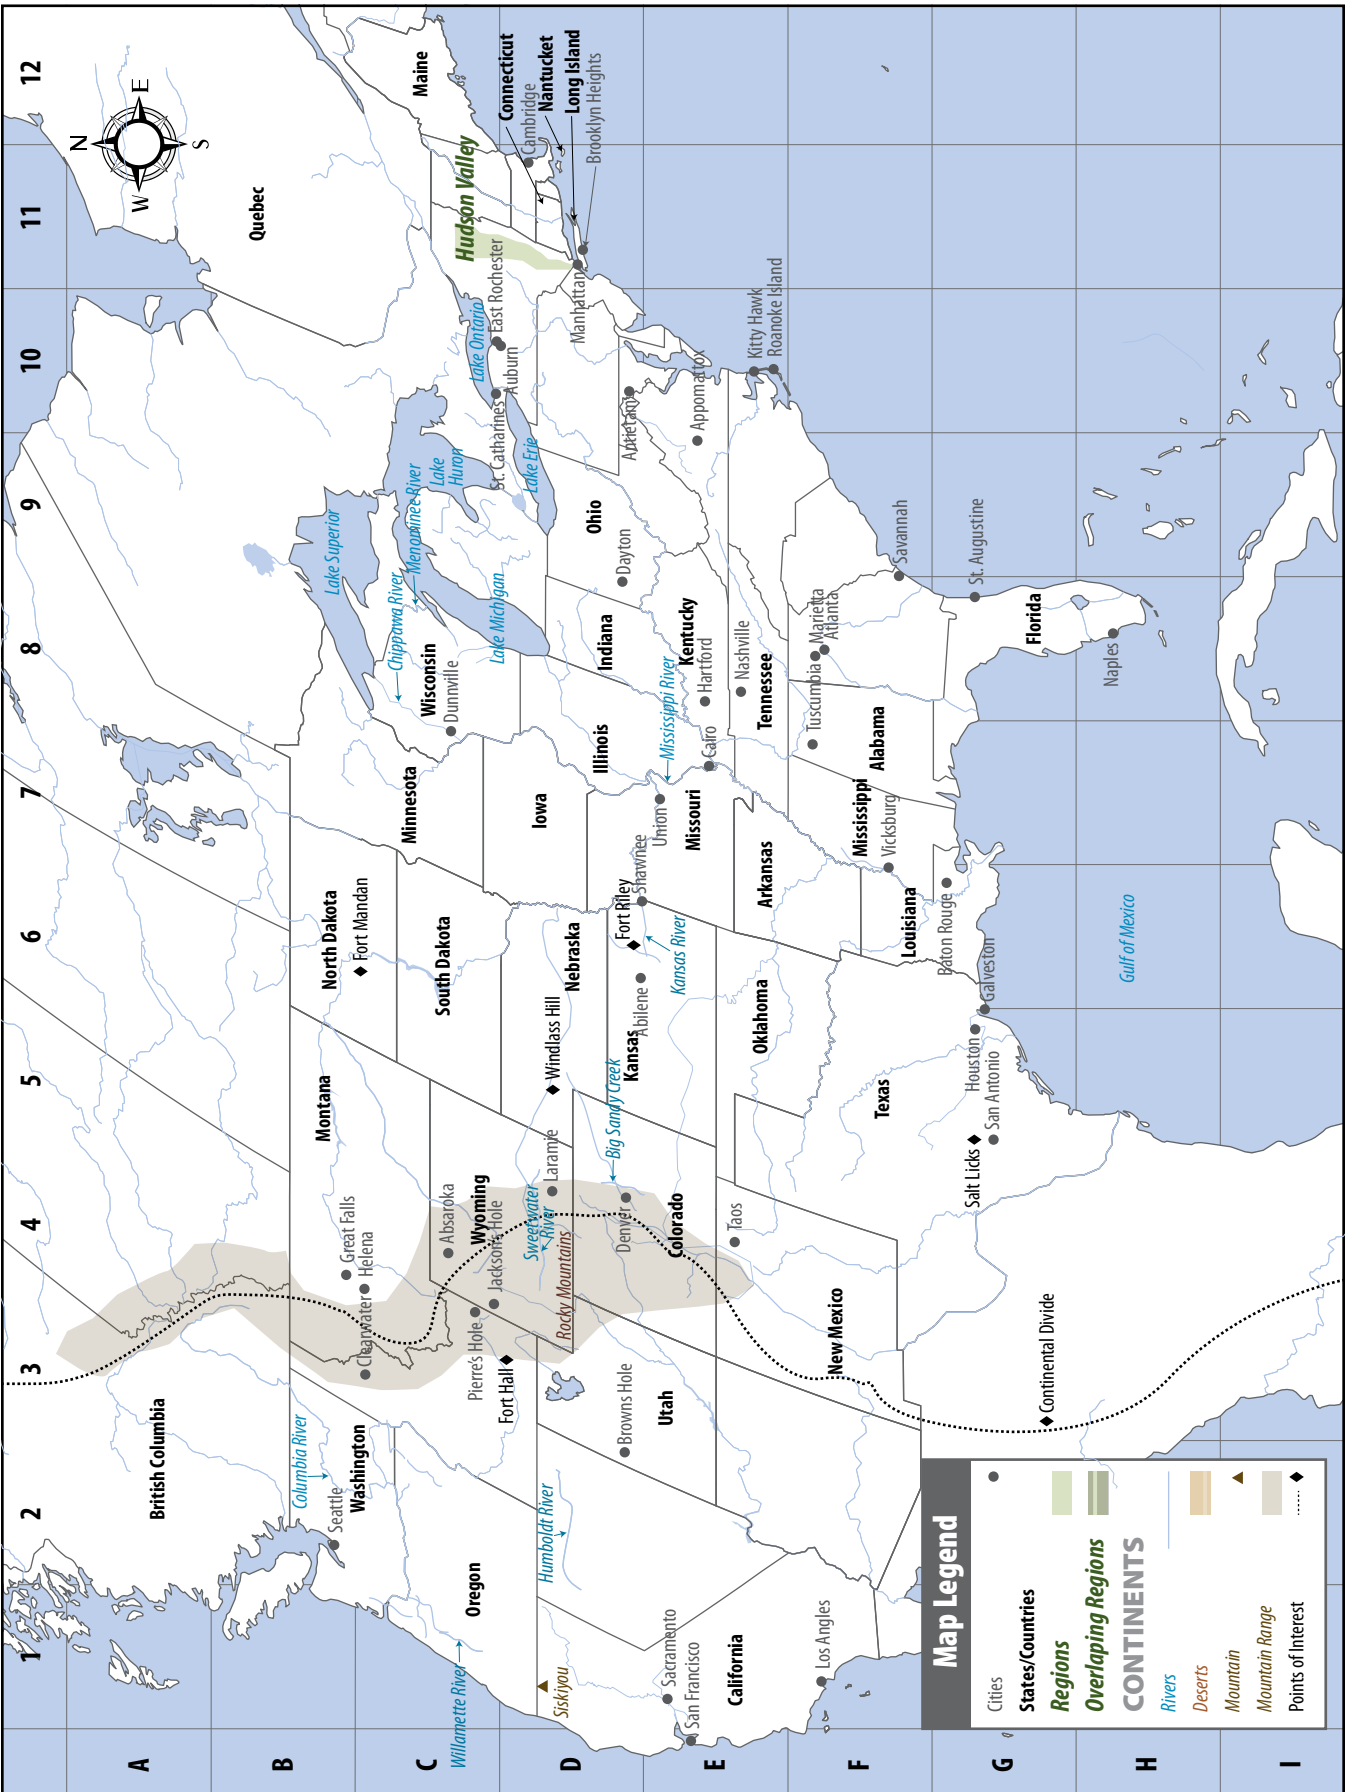 1
2
3
4
5
6
7
8
9
10
11
12
A
B
C
D
E
F
G
H
I
N
E
S
W
British Columbia
Quebec
Maine
Hudson Valley
Connecticut
Cambridge
Nantucket
Long Island
Brooklyn Heights
Manhattan
East Rochester
Auburn
Lake Ontario
St. Catharines
Lake Erie
Lake
Huron
Menominee River
Lake Superior
Chippawa River
Lake Michigan
Wisconsin
Dunnville
Minnesota
North Dakota
Fort Mandan
South Dakota
Montana
Great Falls
Helena
Clearwater
Columbia River
Washington
Seattle
Oregon
Willamette River
Siskiyou
Humboldt River
Fort Hall
Pierre's Hole
Jackson's Hole
Absaroka
Wyoming
Sweetwater
River
Laramie
Rocky Mountains
Windlass Hill
Nebraska
Iowa
Illinois
Indiana
Ohio
Dayton
Antietam
Appomattox
Kitty Hawk
Roanoke Island
Kentucky
Hartford
Mississippi River
Cairo
Union
Missouri
Shawnee
Fort Riley
Kansas River
Abilene
Kansas
Big Sandy Creek
Denver
Colorado
Browns Hole
Utah
Sacramento
San Francisco
California
Los Angles
Taos
New Mexico
Oklahoma
Arkansas
Tennessee
Nashville
Tuscumbia
Marietta
Atlanta
Savannah
St. Augustine
Florida
Naples
Alabama
Mississippi
Vicksburg
Louisiana
Baton Rouge
Galveston
Houston
San Antonio
Salt Licks
Texas
Gulf of Mexico
Continental Divide
Map Legend
Cities
States/Countries
Regions
Overlaping Regions
CONTINENTS
Rivers
Deserts
Mountain
Mountain Range
Points of Interest